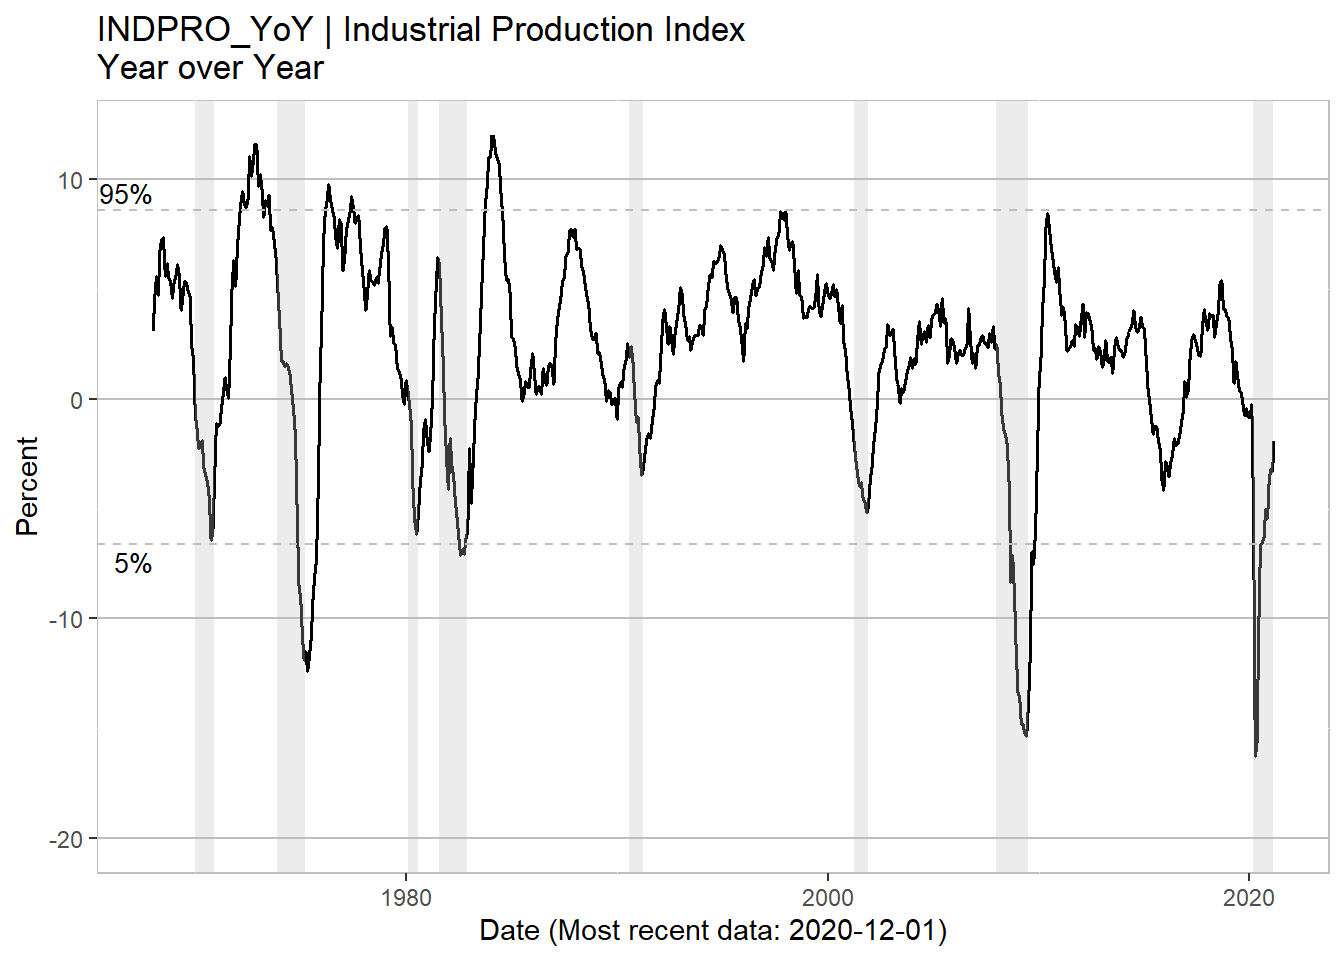 INDPRO_YoY | Industrial Production Index
Year over Year
10
95%
0
Percent
5%
-10
-20
1980
2000
2020
Date (Most recent data: 2020-12-01)